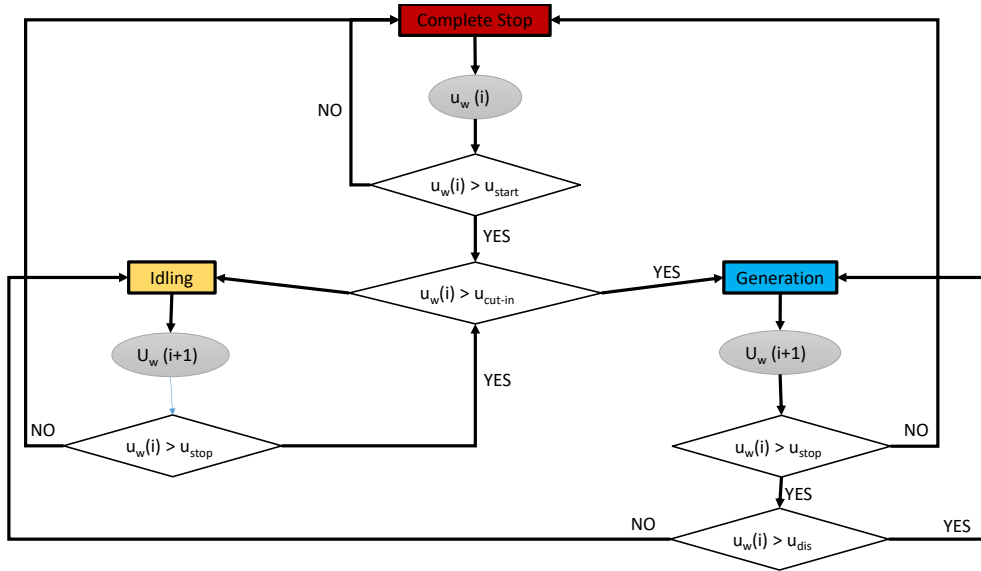 Complete Stop
u_w (i)
NO
u_w(i) > u_start
YES
Idling
u_w(i) > u_cut-in
YES
Generation
U_w (i+1)
U_w (i+1)
YES
NO
u_w(i) > u_stop
u_w(i) > u_stop
NO
YES
NO
u_w(i) > u_dis
YES